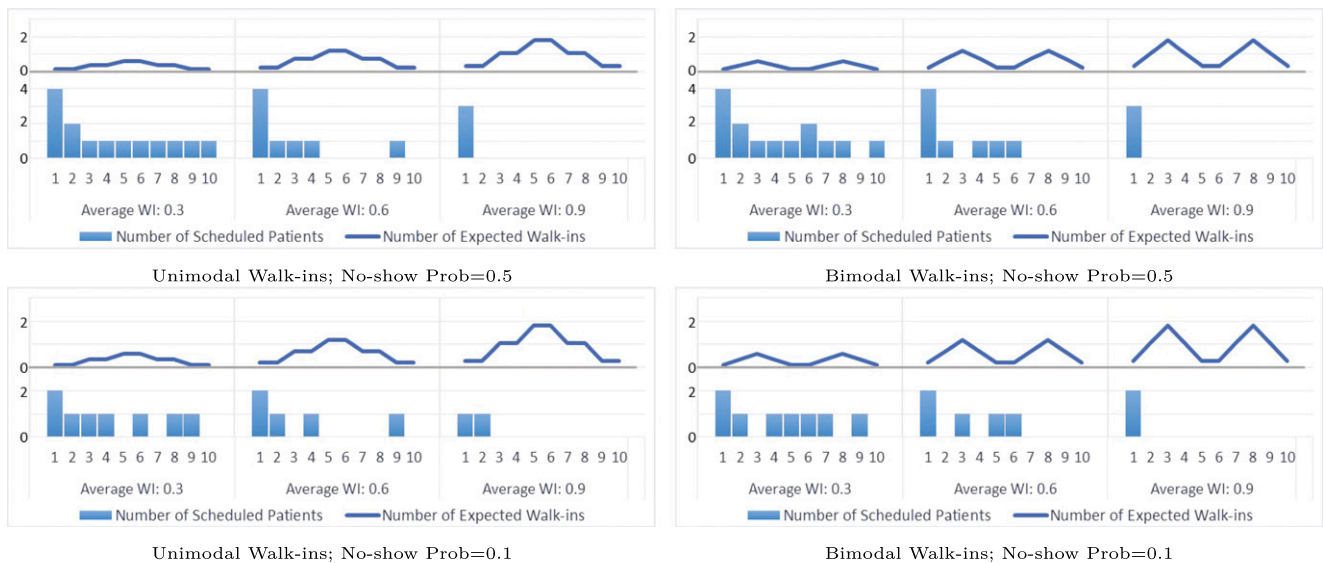 2
0
4
2
0
1 2 3 4 5 6 7 8 9 10 1 2 3 4 5 6 7 8 9 10 1 2 3 4 5 6 7 8 9 10
Average WI: 0.3 Average WI: 0.6 Average WI: 0.9
Number of Scheduled Patients Number of Expected Walk-ins
Unimodal Walk-ins; No-show Prob=0.5
2
0
4
2
0
1 2 3 4 5 6 7 8 9 10 1 2 3 4 5 6 7 8 9 10 1 2 3 4 5 6 7 8 9 10
Average WI: 0.3 Average WI: 0.6 Average WI: 0.9
Number of Scheduled Patients Number of Expected Walk-ins
Bimodal Walk-ins; No-show Prob=0.5
2
0
2
0
1 2 3 4 5 6 7 8 9 10 1 2 3 4 5 6 7 8 9 10 1 2 3 4 5 6 7 8 9 10
Average WI: 0.3 Average WI: 0.6 Average WI: 0.9
Number of Scheduled Patients Number of Expected Walk-ins
Unimodal Walk-ins; No-show Prob=0.1
2
0
2
0
1 2 3 4 5 6 7 8 9 10 1 2 3 4 5 6 7 8 9 10 1 2 3 4 5 6 7 8 9 10
Average WI: 0.3 Average WI: 0.6 Average WI: 0.9
Number of Scheduled Patients Number of Expected Walk-ins
Bimodal Walk-ins; No-show Prob=0.1